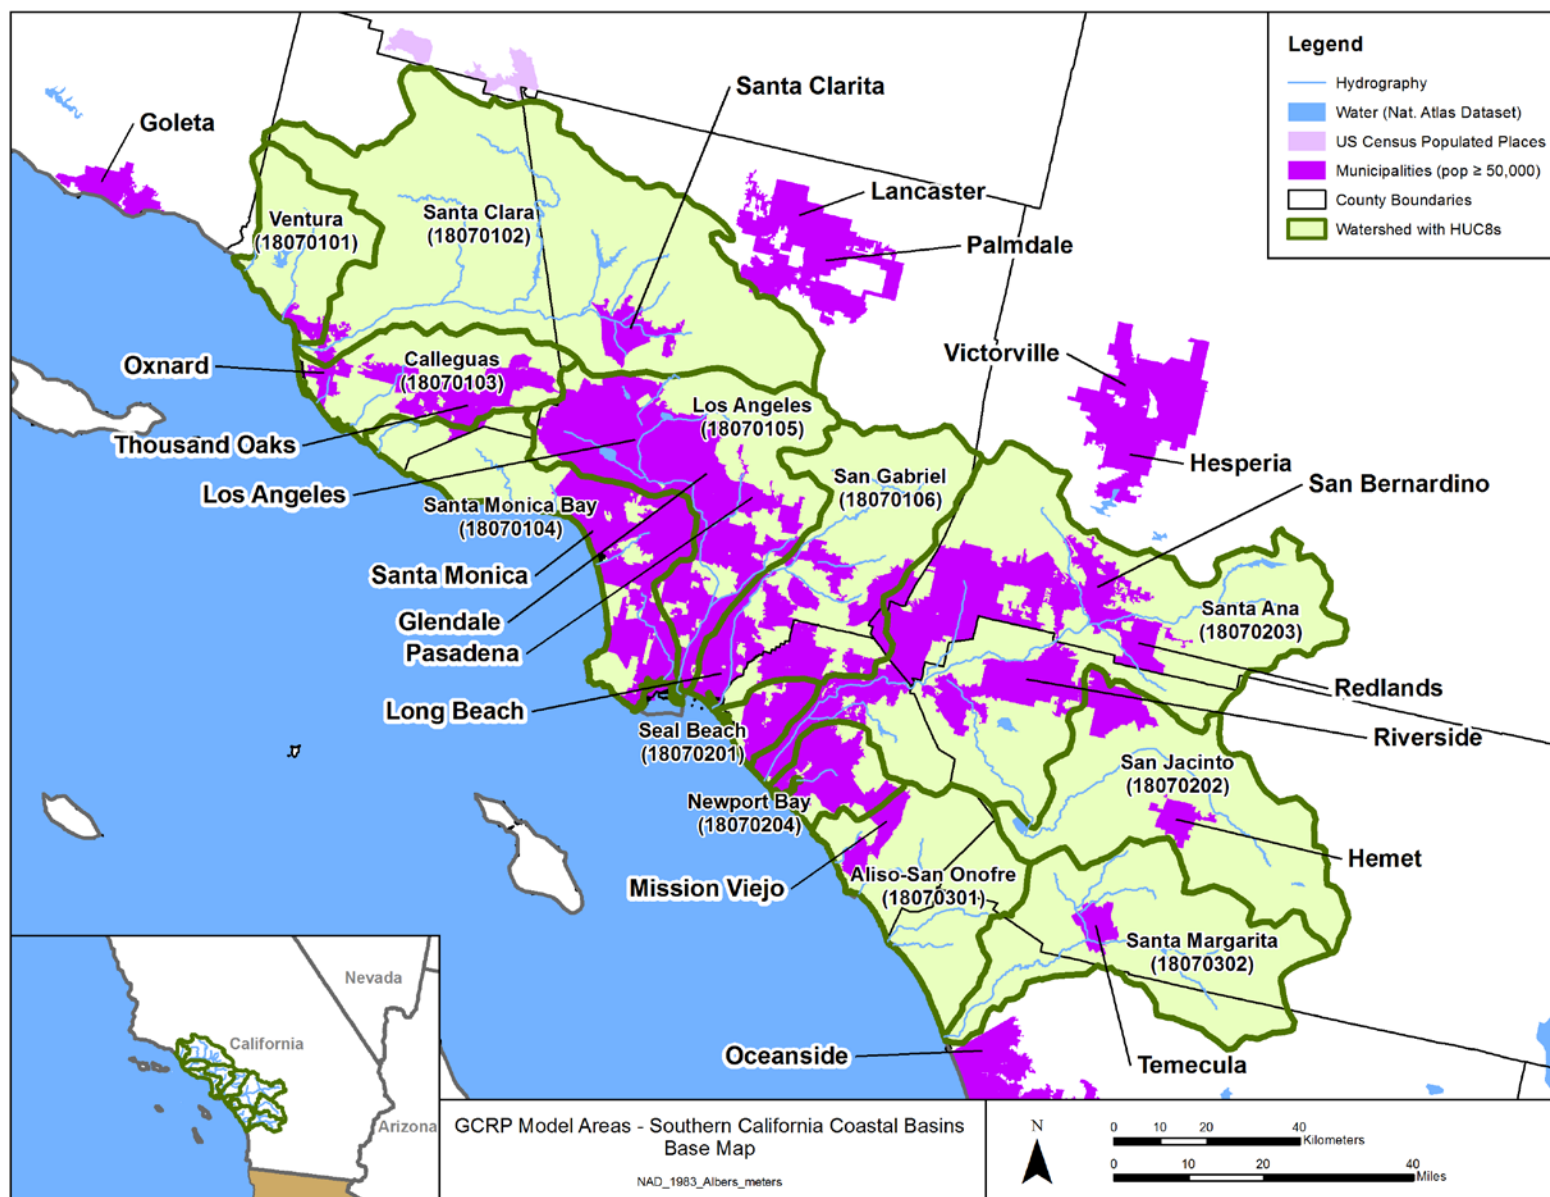 Legend
Hydrography
Water (Nat. Atlas Dataset)
US Census Populated Places
Municipalities (pop ≥ 50,000)
County Boundaries
Watershed with HUC8s
Santa Clarita
Goleta
Lancaster
Palmdale
Ventura
(18070101)
Santa Clara
(18070102)
Victorville
Oxnard
Calleguas
(18070103)
Los Angeles
(18070105)
Thousand Oaks
Hesperia
San Gabriel
(18070106)
San Bernardino
Los Angeles
Santa Monica Bay
(18070104)
Santa Monica
Glendale
Pasadena
Santa Ana
(18070203)
Redlands
Long Beach
Seal Beach
(18070201)
Riverside
San Jacinto
(18070202)
Newport Bay
(18070204)
Hemet
Mission Viejo
Aliso-San Onofre
(18070301)
Santa Margarita
(18070302)
Oceanside
Temecula
Nevada
California
Arizona
GCRP Model Areas - Southern California Coastal Basins
Base Map
NAD_1983_Albers_meters
N
0 10 20 40
Kilometers
0 10 20 40
Miles